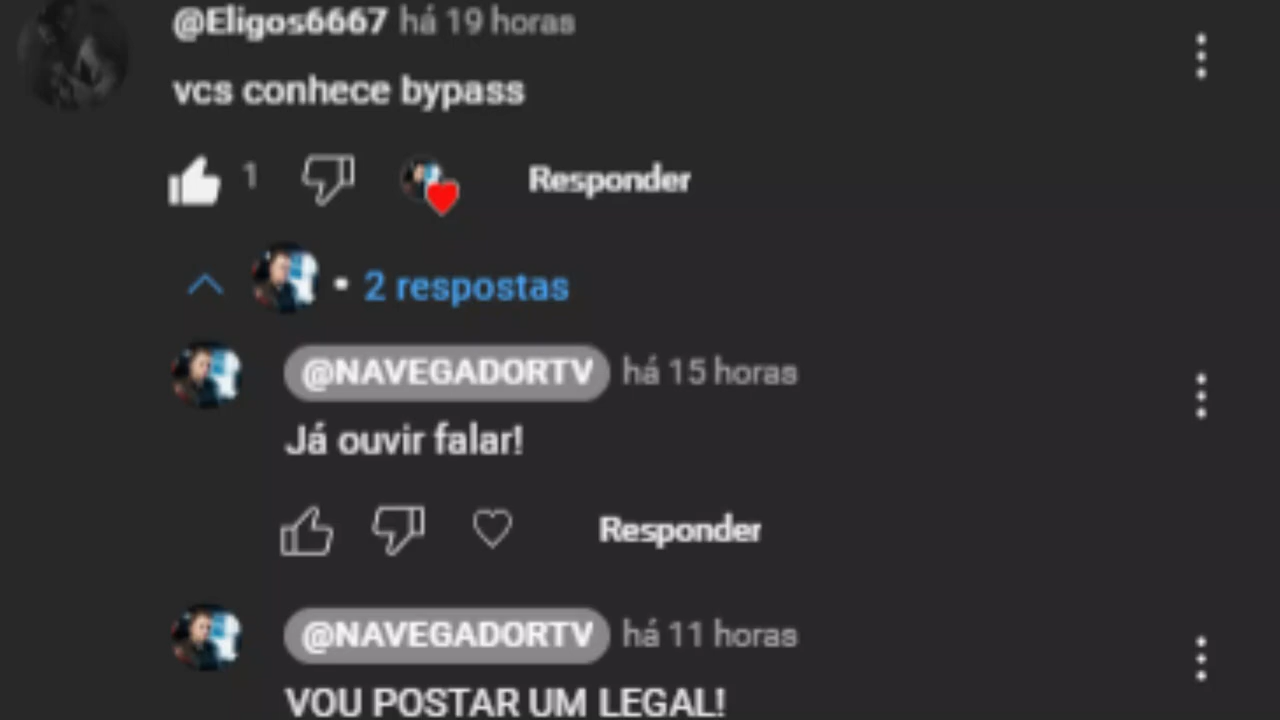 @Eligos6667 há 19 horas
vcs conhece bypass
1 Responder
2 respostas
@NAVEGADORTV há 15 horas
Já ouvir falar!
Responder
@NAVEGADORTV há 11 horas
VOU POSTAR UM LEGAL!